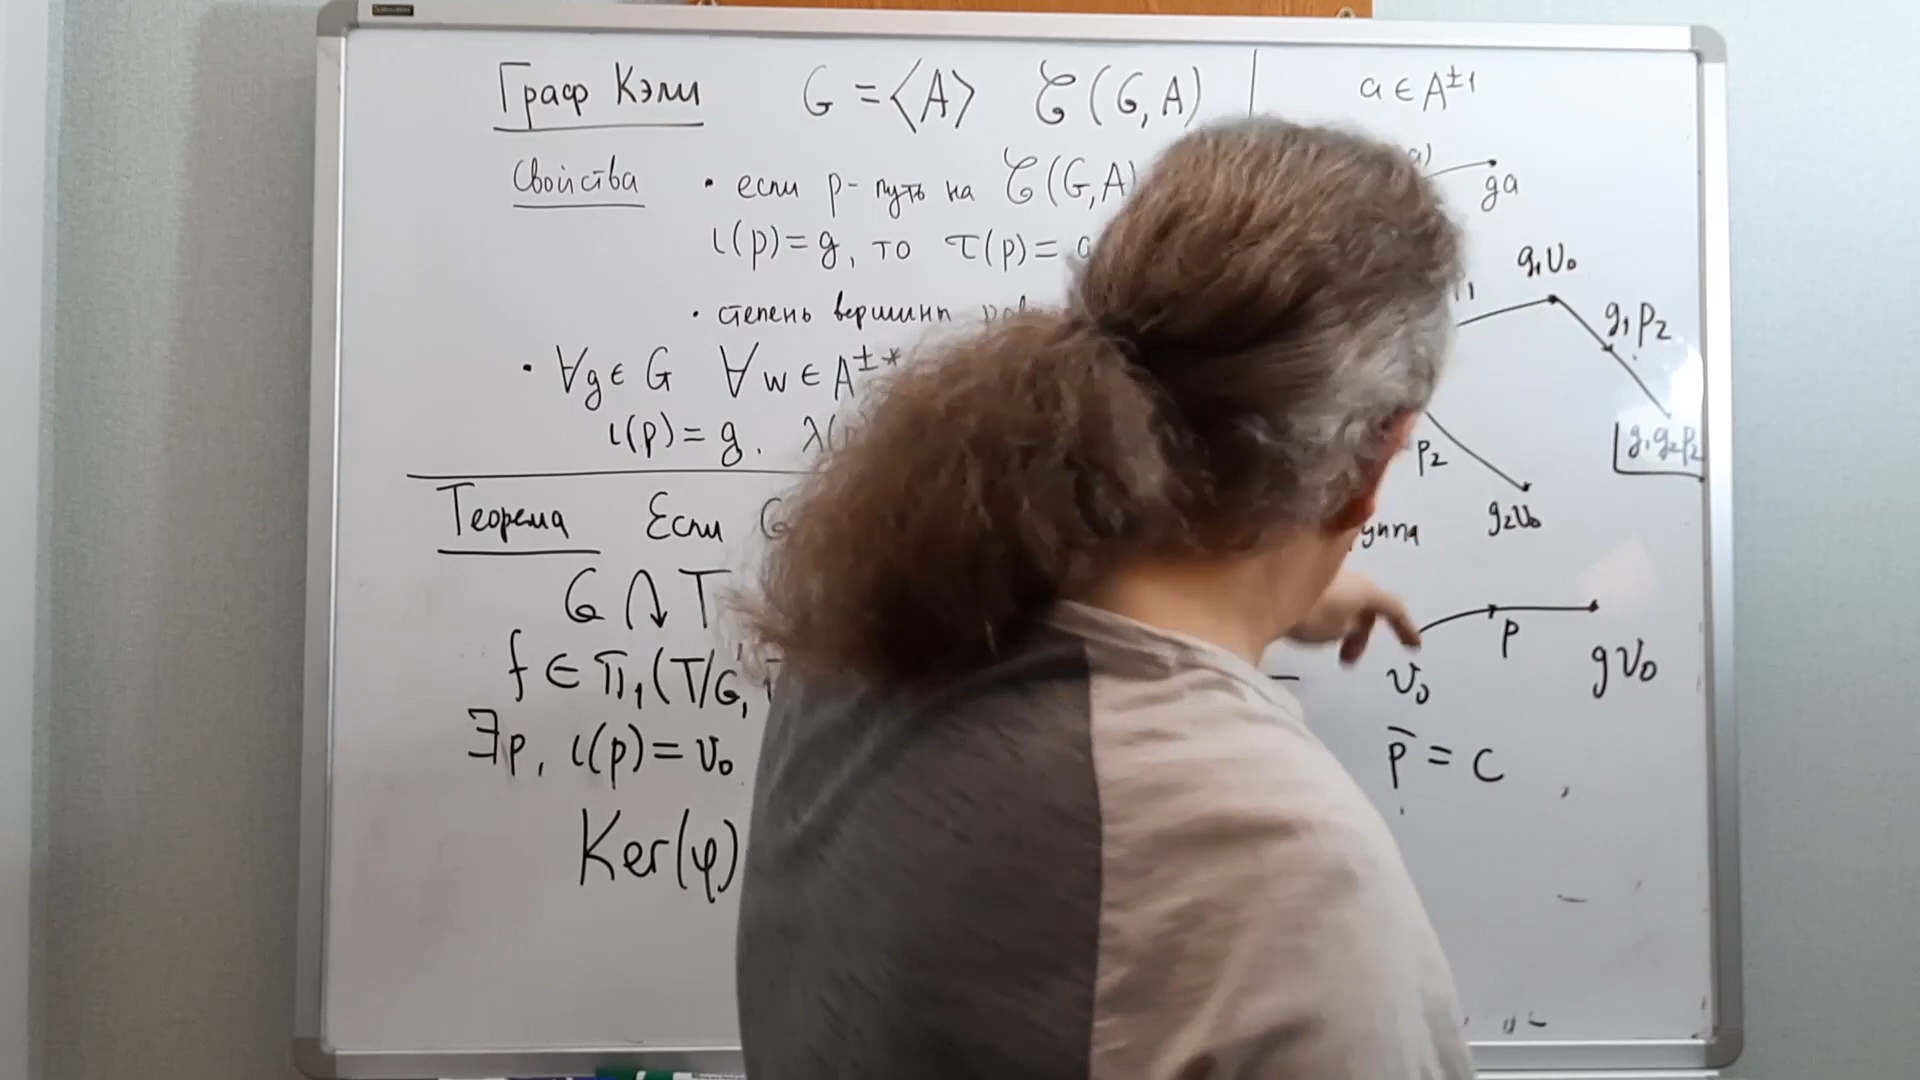 Граф Кэли G = ⟨A⟩ 𝒞(G, A)
a ∈ A^{±1}
Свойства • если p - путь на 𝒞(G, A)
ga
ι(p) = g, то τ(p) =
g₁v₀
• степень вершины
g₁p₂
• ∀g ∈ G ∀w ∈ A^{±*}
ι(p) = g.
p₂
g₁g₂p₂
Теорема Если G
g₂v₀
G ↷ T
p
f ∈ π₁(T/G,
v₀
gv₀
∃p, ι(p) = v₀
p̄ = c
Ker(φ)